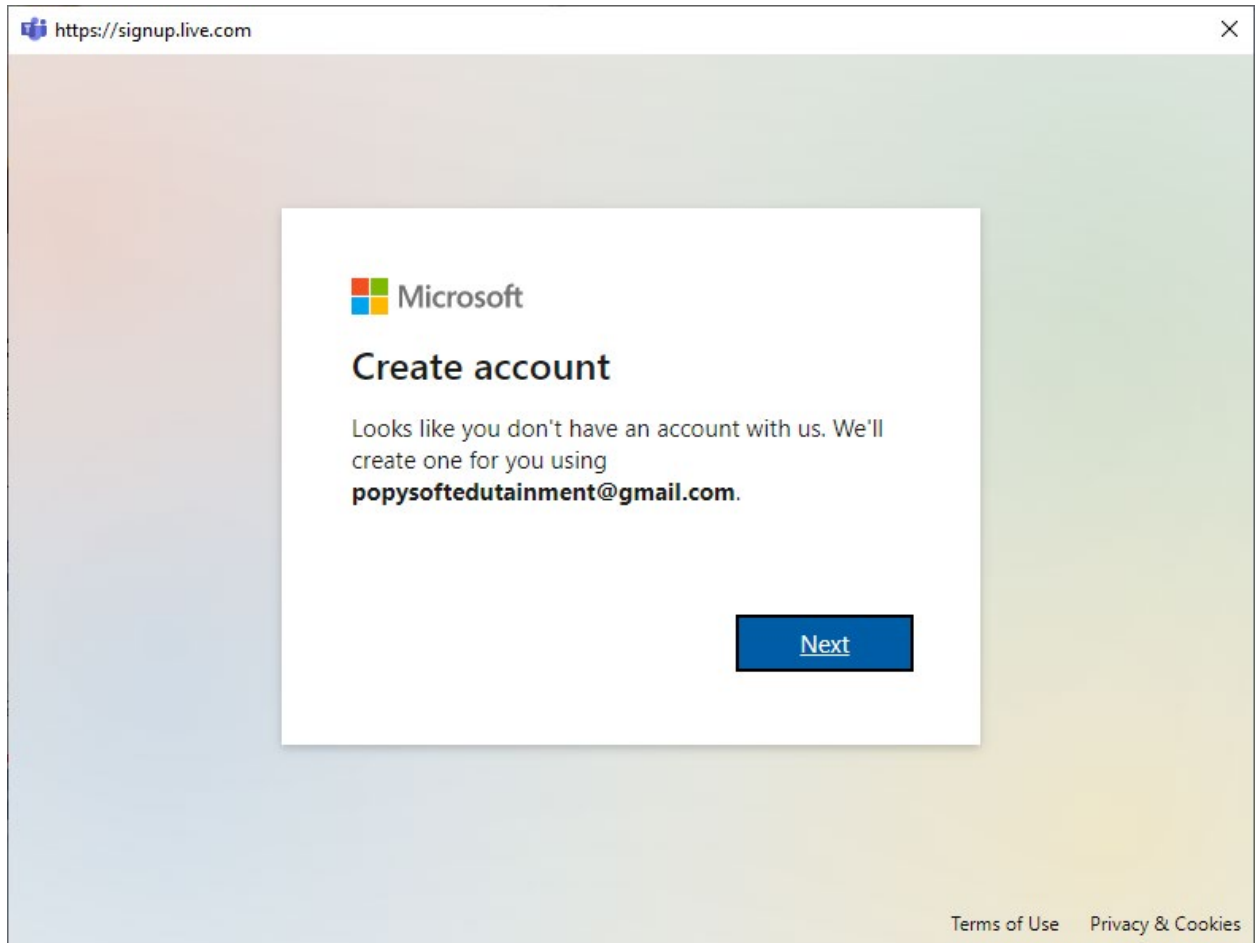 https://signup.live.com
Microsoft
Create account
Looks like you don't have an account with us. We'll
create one for you using
popysoftedutainment@gmail.com.
Next
Terms of Use Privacy & Cookies